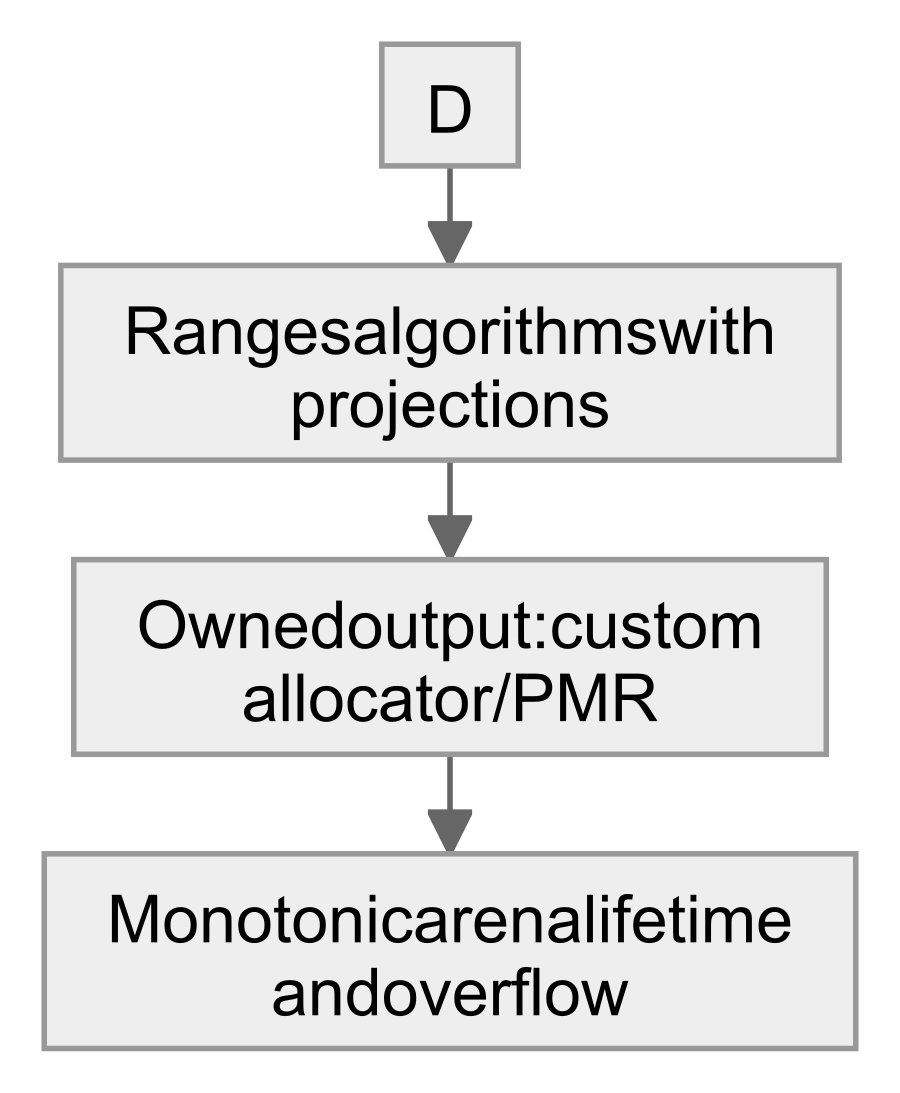 D
Rangesalgorithmswith
projections
Ownedoutput:custom
allocator/PMR
Monotonicarenalifetime
andoverflow